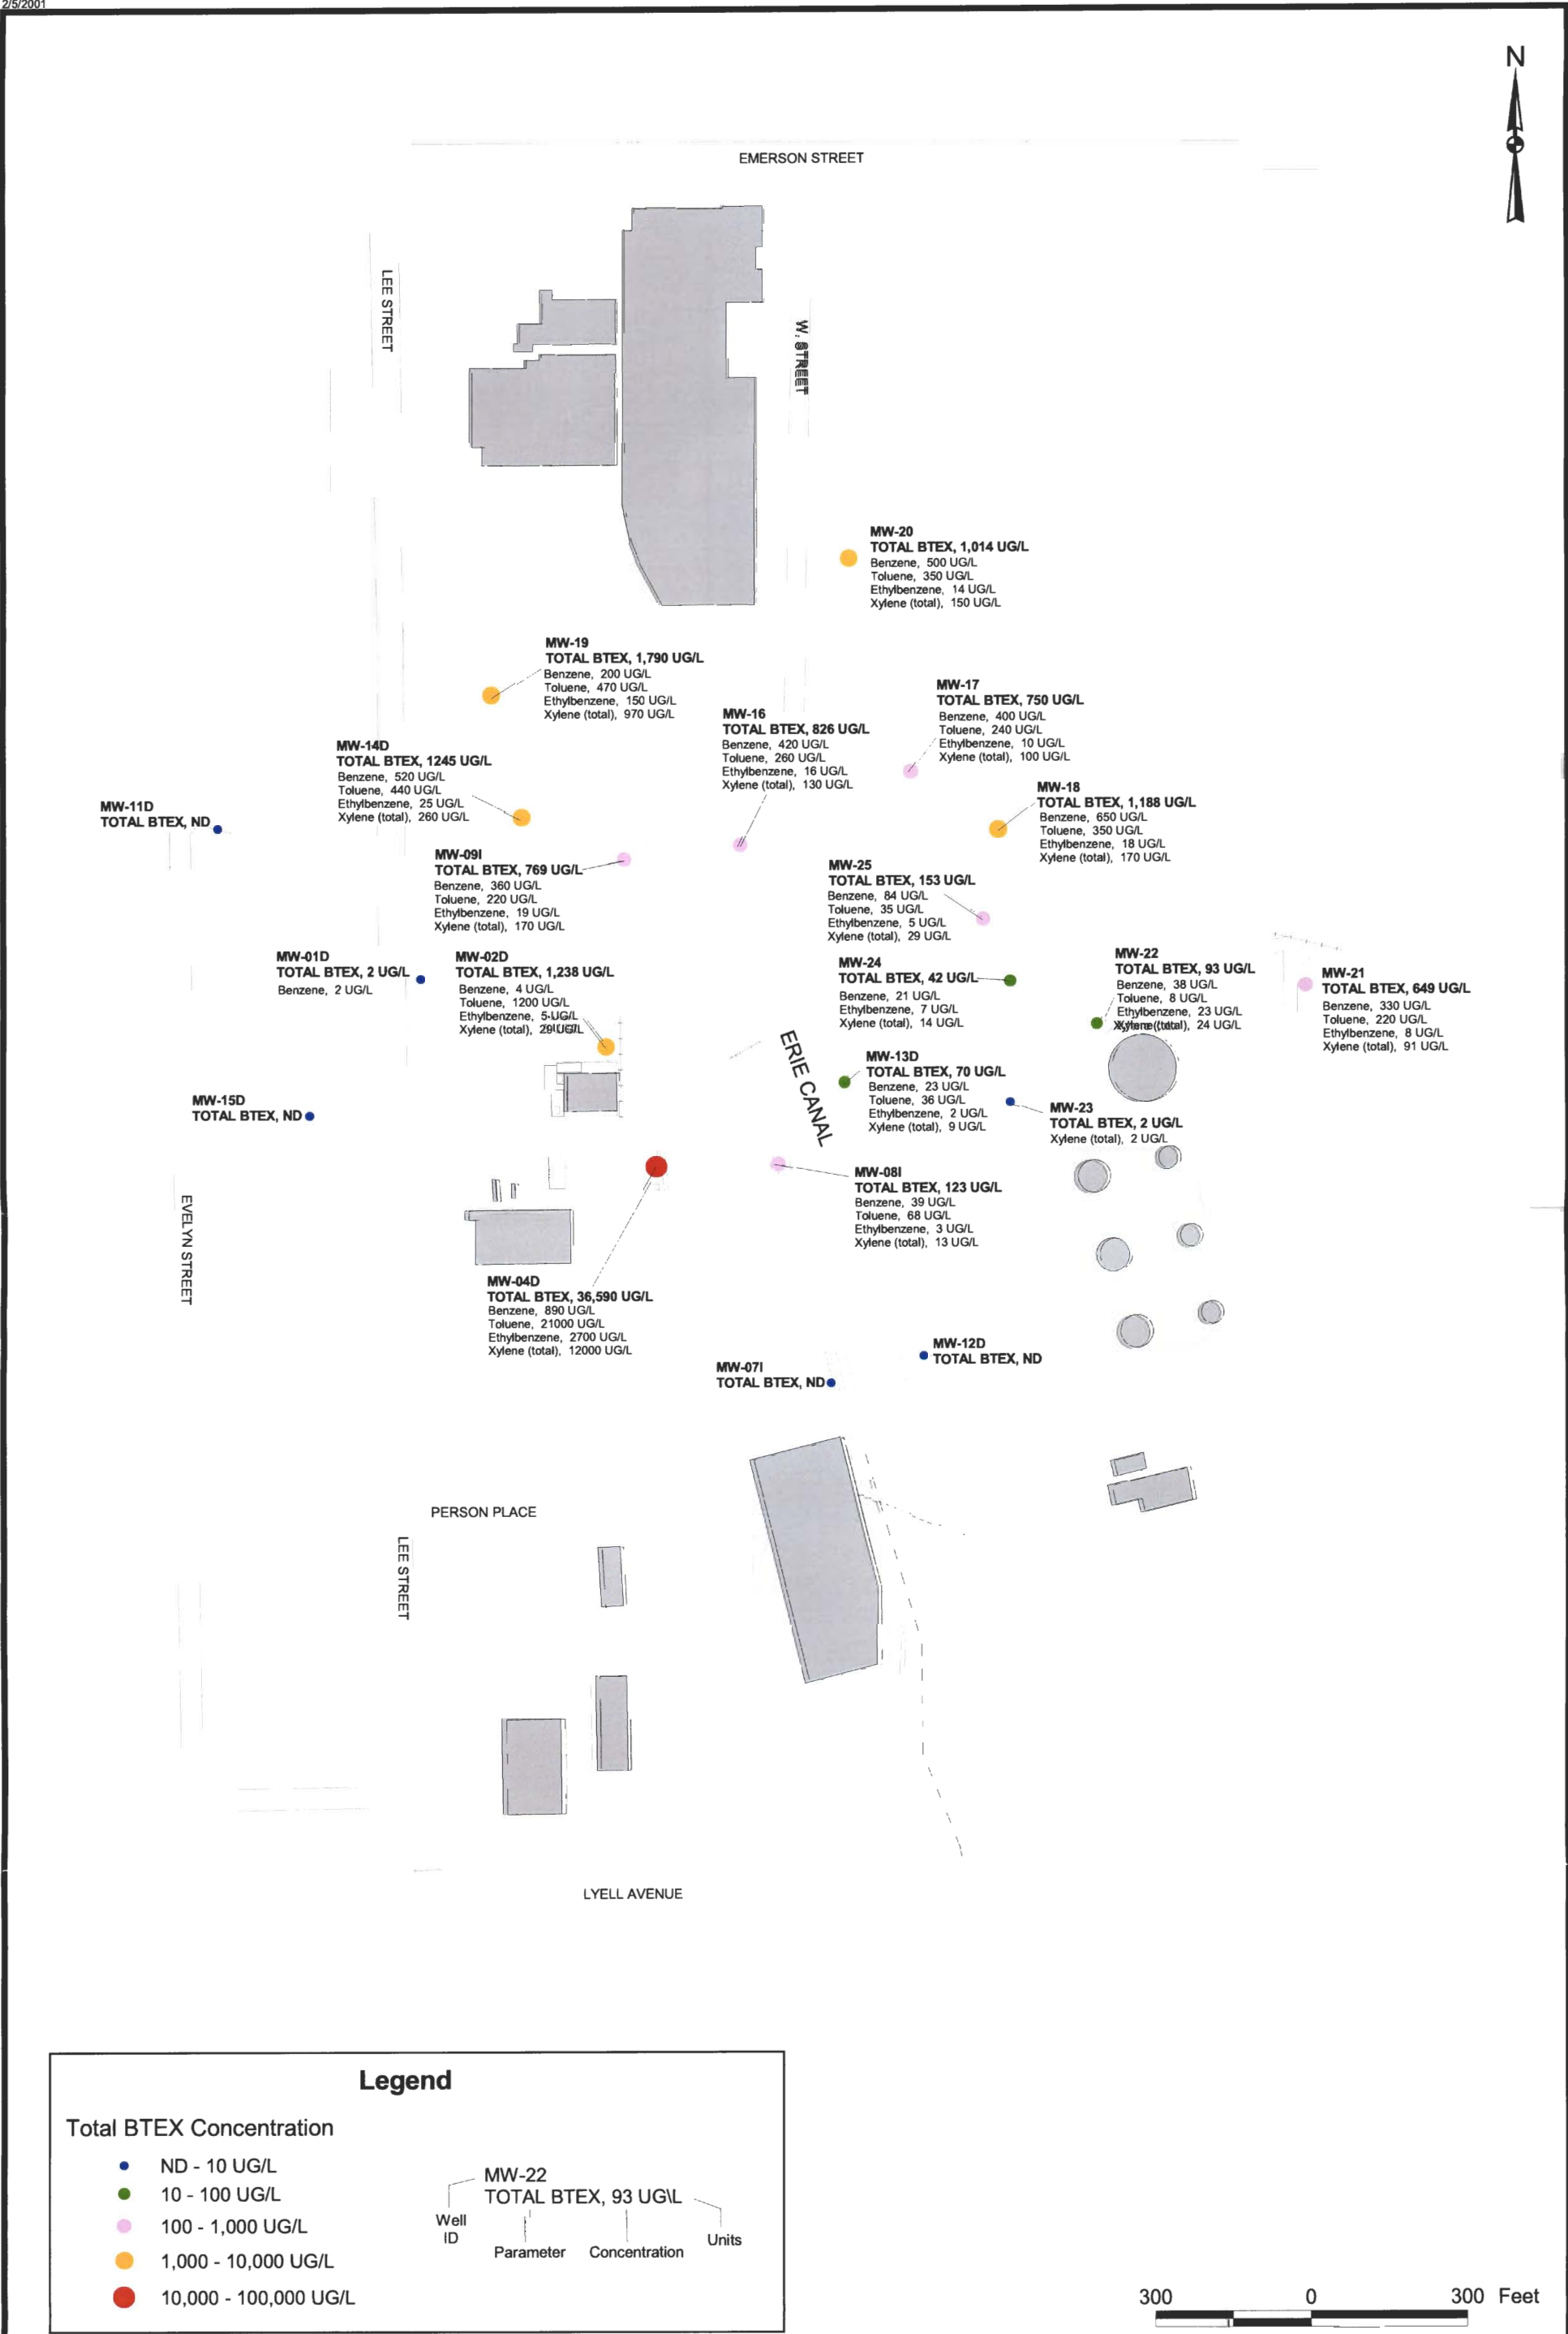 2/5/2001
N
EMERSON STREET
LEE STREET
W. STREET
MW-20
TOTAL BTEX, 1,014 UG/L
Benzene, 500 UG/L
Toluene, 350 UG/L
Ethylbenzene, 14 UG/L
Xylene (total), 150 UG/L
MW-19
TOTAL BTEX, 1,790 UG/L
Benzene, 200 UG/L
Toluene, 470 UG/L
Ethylbenzene, 150 UG/L
Xylene (total), 970 UG/L
MW-17
TOTAL BTEX, 750 UG/L
Benzene, 400 UG/L
Toluene, 240 UG/L
Ethylbenzene, 10 UG/L
Xylene (total), 100 UG/L
MW-16
TOTAL BTEX, 826 UG/L
Benzene, 420 UG/L
Toluene, 260 UG/L
Ethylbenzene, 16 UG/L
Xylene (total), 130 UG/L
MW-14D
TOTAL BTEX, 1245 UG/L
Benzene, 520 UG/L
Toluene, 440 UG/L
Ethylbenzene, 25 UG/L
Xylene (total), 260 UG/L
MW-18
TOTAL BTEX, 1,188 UG/L
Benzene, 650 UG/L
Toluene, 350 UG/L
Ethylbenzene, 18 UG/L
Xylene (total), 170 UG/L
MW-11D
TOTAL BTEX, ND
MW-09I
TOTAL BTEX, 769 UG/L
Benzene, 360 UG/L
Toluene, 220 UG/L
Ethylbenzene, 19 UG/L
Xylene (total), 170 UG/L
MW-25
TOTAL BTEX, 153 UG/L
Benzene, 84 UG/L
Toluene, 35 UG/L
Ethylbenzene, 5 UG/L
Xylene (total), 29 UG/L
MW-01D
TOTAL BTEX, 2 UG/L
Benzene, 2 UG/L
MW-02D
TOTAL BTEX, 1,238 UG/L
Benzene, 4 UG/L
Toluene, 1200 UG/L
Ethylbenzene, 5 UG/L
Xylene (total), 29 UG/L
MW-24
TOTAL BTEX, 42 UG/L
Benzene, 21 UG/L
Ethylbenzene, 7 UG/L
Xylene (total), 14 UG/L
MW-22
TOTAL BTEX, 93 UG/L
Benzene, 38 UG/L
Toluene, 8 UG/L
Ethylbenzene, 23 UG/L
Xylene (total), 24 UG/L
MW-21
TOTAL BTEX, 649 UG/L
Benzene, 330 UG/L
Toluene, 220 UG/L
Ethylbenzene, 8 UG/L
Xylene (total), 91 UG/L
ERIE CANAL
MW-13D
TOTAL BTEX, 70 UG/L
Benzene, 23 UG/L
Toluene, 36 UG/L
Ethylbenzene, 2 UG/L
Xylene (total), 9 UG/L
MW-15D
TOTAL BTEX, ND
MW-23
TOTAL BTEX, 2 UG/L
Xylene (total), 2 UG/L
MW-08I
TOTAL BTEX, 123 UG/L
Benzene, 39 UG/L
Toluene, 68 UG/L
Ethylbenzene, 3 UG/L
Xylene (total), 13 UG/L
EVELYN STREET
MW-04D
TOTAL BTEX, 36,590 UG/L
Benzene, 890 UG/L
Toluene, 21000 UG/L
Ethylbenzene, 2700 UG/L
Xylene (total), 12000 UG/L
MW-12D
TOTAL BTEX, ND
MW-07I
TOTAL BTEX, ND
PERSON PLACE
LEE STREET
LYELL AVENUE
Legend
Total BTEX Concentration
ND - 10 UG/L
10 - 100 UG/L
100 - 1,000 UG/L
1,000 - 10,000 UG/L
10,000 - 100,000 UG/L
MW-22
TOTAL BTEX, 93 UG\L
Well
ID
Parameter
Concentration
Units
300 0 300 Feet